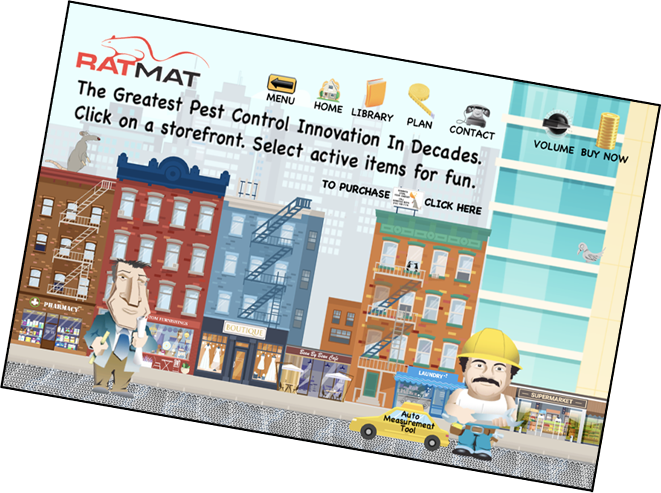 RATMAT
MENU
HOME
LIBRARY
PLAN
CONTACT
VOLUME
BUY NOW
The Greatest Pest Control Innovation In Decades.
Click on a storefront. Select active items for fun.
TO PURCHASE
CLICK HERE
PHARMACY
BOUTIQUE
LAUNDRY
SUPERMARKET
Auto
Measurement
Tool